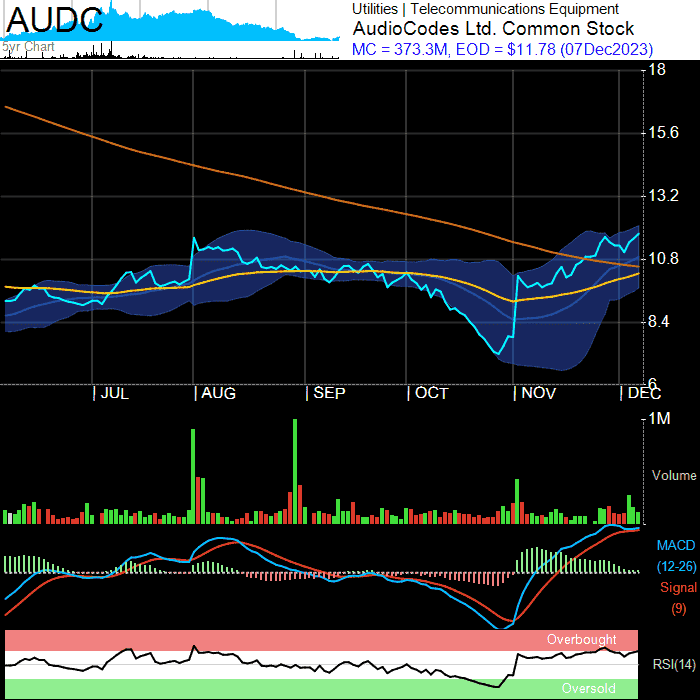 AUDC
5yr Chart
Utilities | Telecommunications Equipment
AudioCodes Ltd. Common Stock
MC = 373.3M, EOD = $11.78 (07Dec2023)
18
15.6
13.2
10.8
8.4
6
| JUL | AUG | SEP | OCT | NOV | DEC
1M
Volume
MACD
(12-26)
Signal
(9)
Overbought
RSI(14)
Oversold